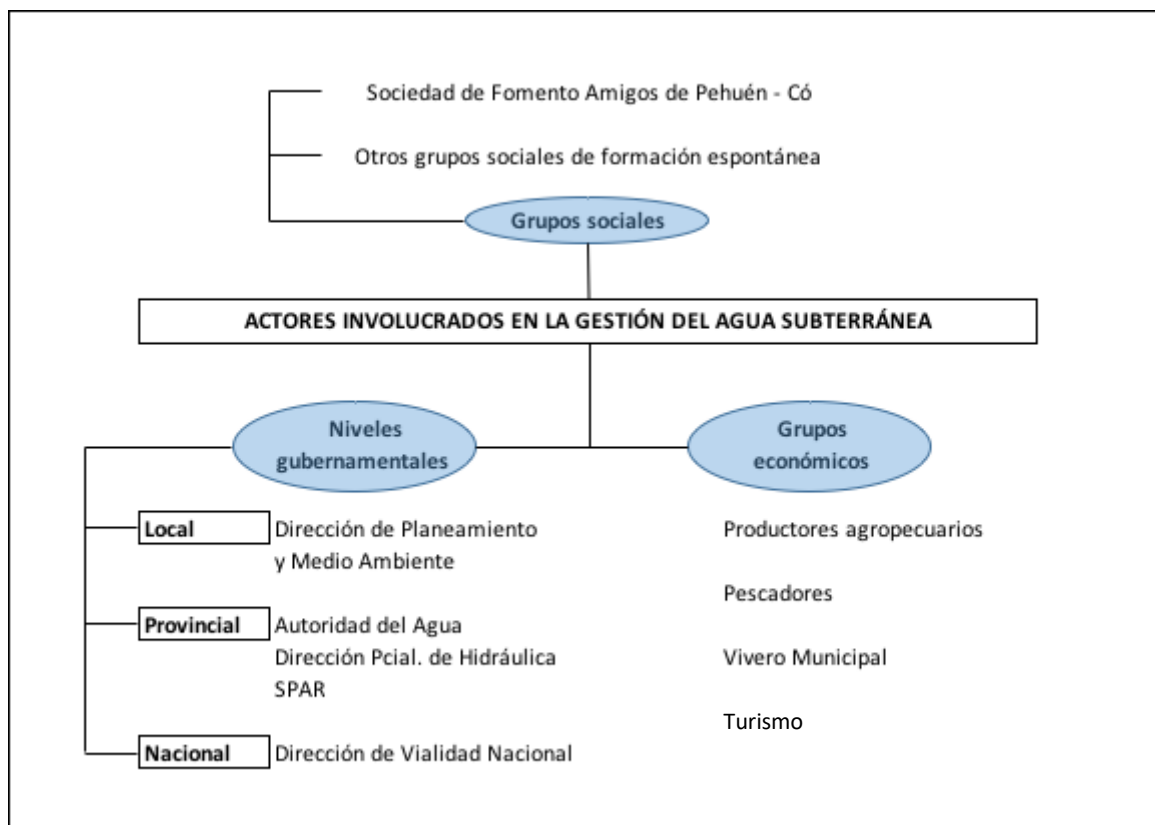 Sociedad de Fomento Amigos de Pehuén - Có
Otros grupos sociales de formación espontánea
Grupos sociales
ACTORES INVOLUCRADOS EN LA GESTIÓN DEL AGUA SUBTERRÁNEA
Niveles
gubernamentales
Local
Dirección de Planeamiento
y Medio Ambiente
Provincial
Autoridad del Agua
Dirección Pcial. de Hidráulica
SPAR
Nacional
Dirección de Vialidad Nacional
Grupos
económicos
Productores agropecuarios
Pescadores
Vivero Municipal
Turismo